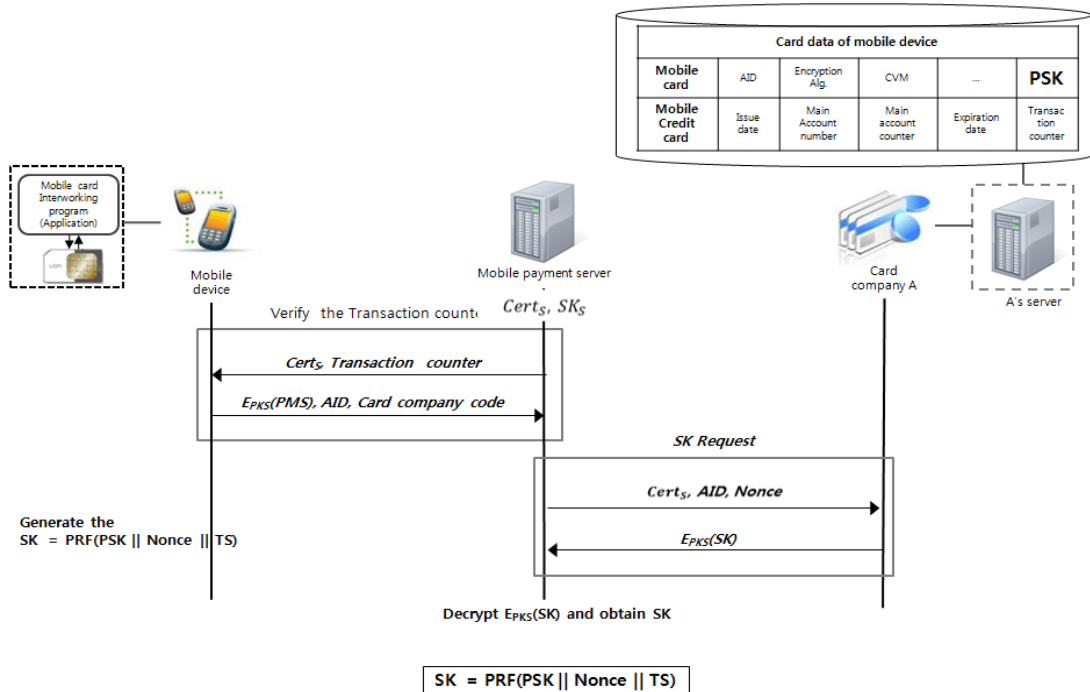 Card data of mobile device
Mobile card AID Encryption Alg. CVM ... PSK
Mobile Credit card Issue date Main Account number Main account counter Expiration date Transac tion counter
Mobile card
Interworking
program
(Application)
Mobile
device
Mobile payment server
Card
company A
A's server
Verify the Transaction counte
Cert_S, SK_S
Cert_S, Transaction counter
E_PKS(PMS), AID, Card company code
SK Request
Cert_S, AID, Nonce
Generate the
SK = PRF(PSK || Nonce || TS)
E_PKS(SK)
Decrypt E_PKS(SK) and obtain SK
SK = PRF(PSK || Nonce || TS)